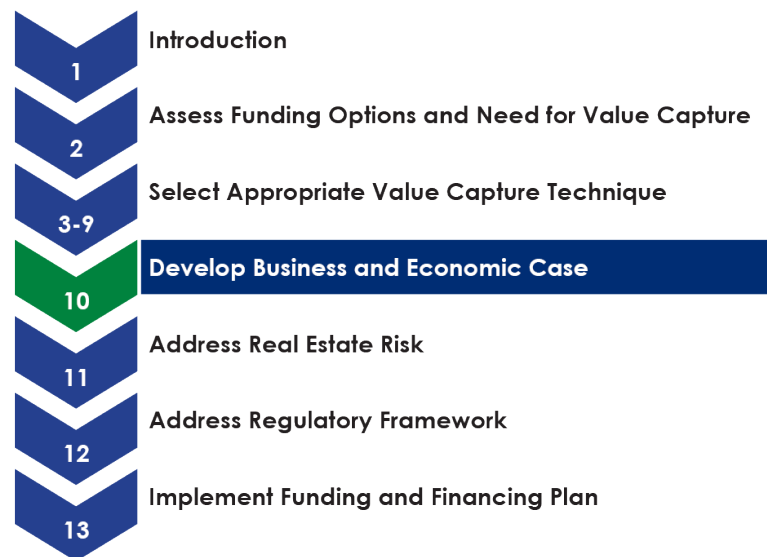 Introduction
1
Assess Funding Options and Need for Value Capture
2
Select Appropriate Value Capture Technique
3-9
Develop Business and Economic Case
10
Address Real Estate Risk
11
Address Regulatory Framework
12
Implement Funding and Financing Plan
13